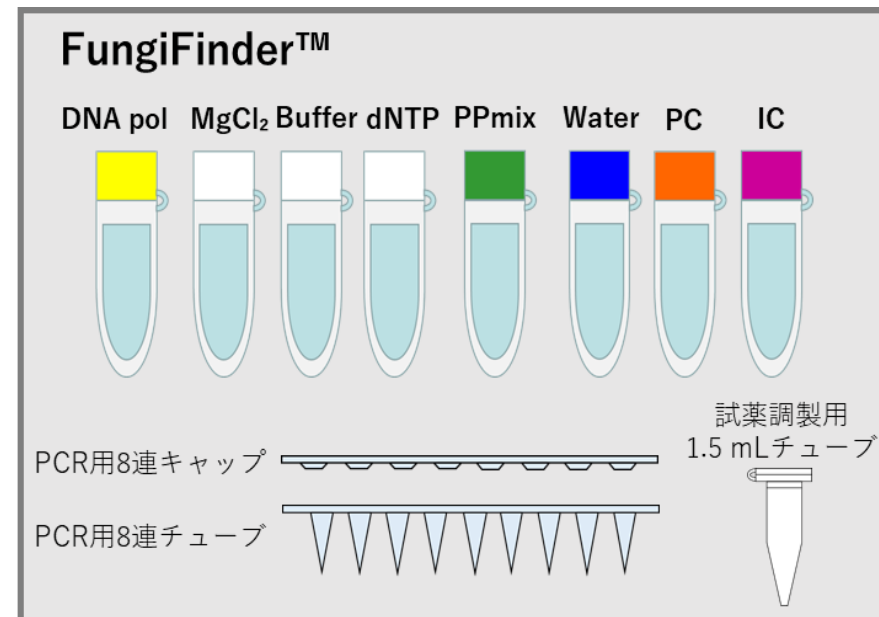 FungiFinder™
DNA pol MgCl₂ Buffer dNTP PPmix Water PC IC
試薬調製用
1.5 mLチューブ
PCR用8連キャップ
PCR用8連チューブ